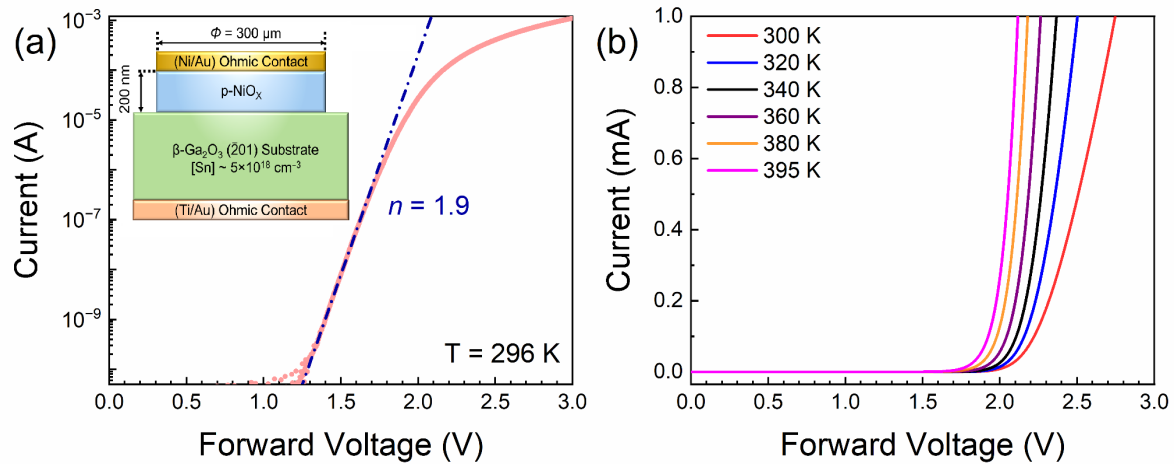 (a)
10⁻³
10⁻⁵
10⁻⁷
10⁻⁹
Current (A)
Φ = 300 µm
(Ni/Au) Ohmic Contact
200 nm
p-NiOₓ
β-Ga₂O₃ (2̄01) Substrate
[Sn] ~ 5×10¹⁸ cm⁻³
(Ti/Au) Ohmic Contact
n = 1.9
T = 296 K
0.0 0.5 1.0 1.5 2.0 2.5 3.0
Forward Voltage (V)
(b)
1.0
0.8
0.6
0.4
0.2
0.0
Current (mA)
300 K
320 K
340 K
360 K
380 K
395 K
0.0 0.5 1.0 1.5 2.0 2.5 3.0
Forward Voltage (V)